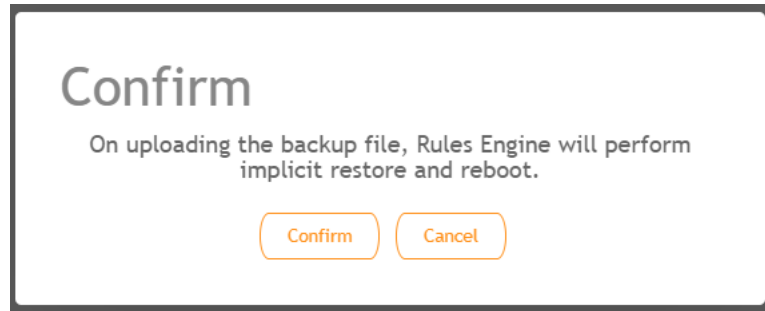 Confirm
On uploading the backup file, Rules Engine will perform
implicit restore and reboot.
Confirm Cancel